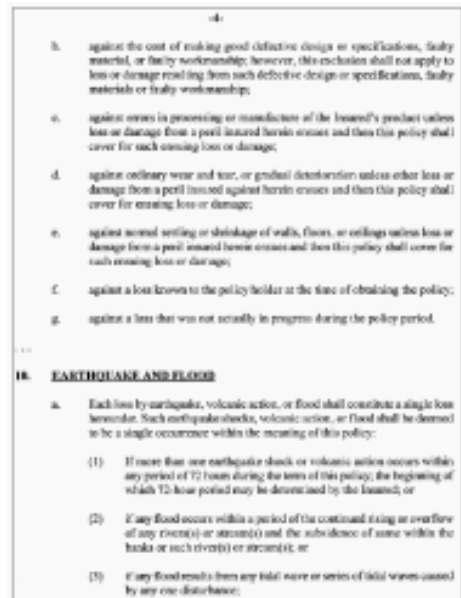 -4-
b. against the cost of making good defective design or specifications, faulty
material, or faulty workmanship; however, this exclusion shall not apply to
loss or damage resulting from such defective design or specifications, faulty
materials or faulty workmanship;
c. against errors in processing or manufacture of the Insured's product unless
loss or damage from a peril insured herein ensues and then this policy shall
cover for such ensuing loss or damage;
d. against ordinary wear and tear, or gradual deterioration unless other loss or
damage from a peril insured against herein ensues and then this policy shall
cover for ensuing loss or damage;
e. against normal settling or shrinkage of walls, floors, or ceilings unless loss or
damage from a peril insured herein ensues and then this policy shall cover for
such ensuing loss or damage;
f. against a loss known to the policy holder at the time of obtaining the policy;
g. against a loss that was not actually in progress during the policy period.
...
10. EARTHQUAKE AND FLOOD
a. Each loss by earthquake, volcanic action, or flood shall constitute a single loss
hereunder. Such earthquake shocks, volcanic action, or flood shall be deemed
to be a single occurrence within the meaning of this policy:
(1) If more than one earthquake shock or volcanic action occurs within
any period of 72 hours during the term of this policy, the beginning of
which 72-hour period may be determined by the Insured; or
(2) if any flood occurs within a period of the continued rising or overflow
of any river(s) or stream(s) and the subsidence of same within the
banks or such river(s) or stream(s); or
(3) if any flood results from any tidal wave or series of tidal waves caused
by any one disturbance;